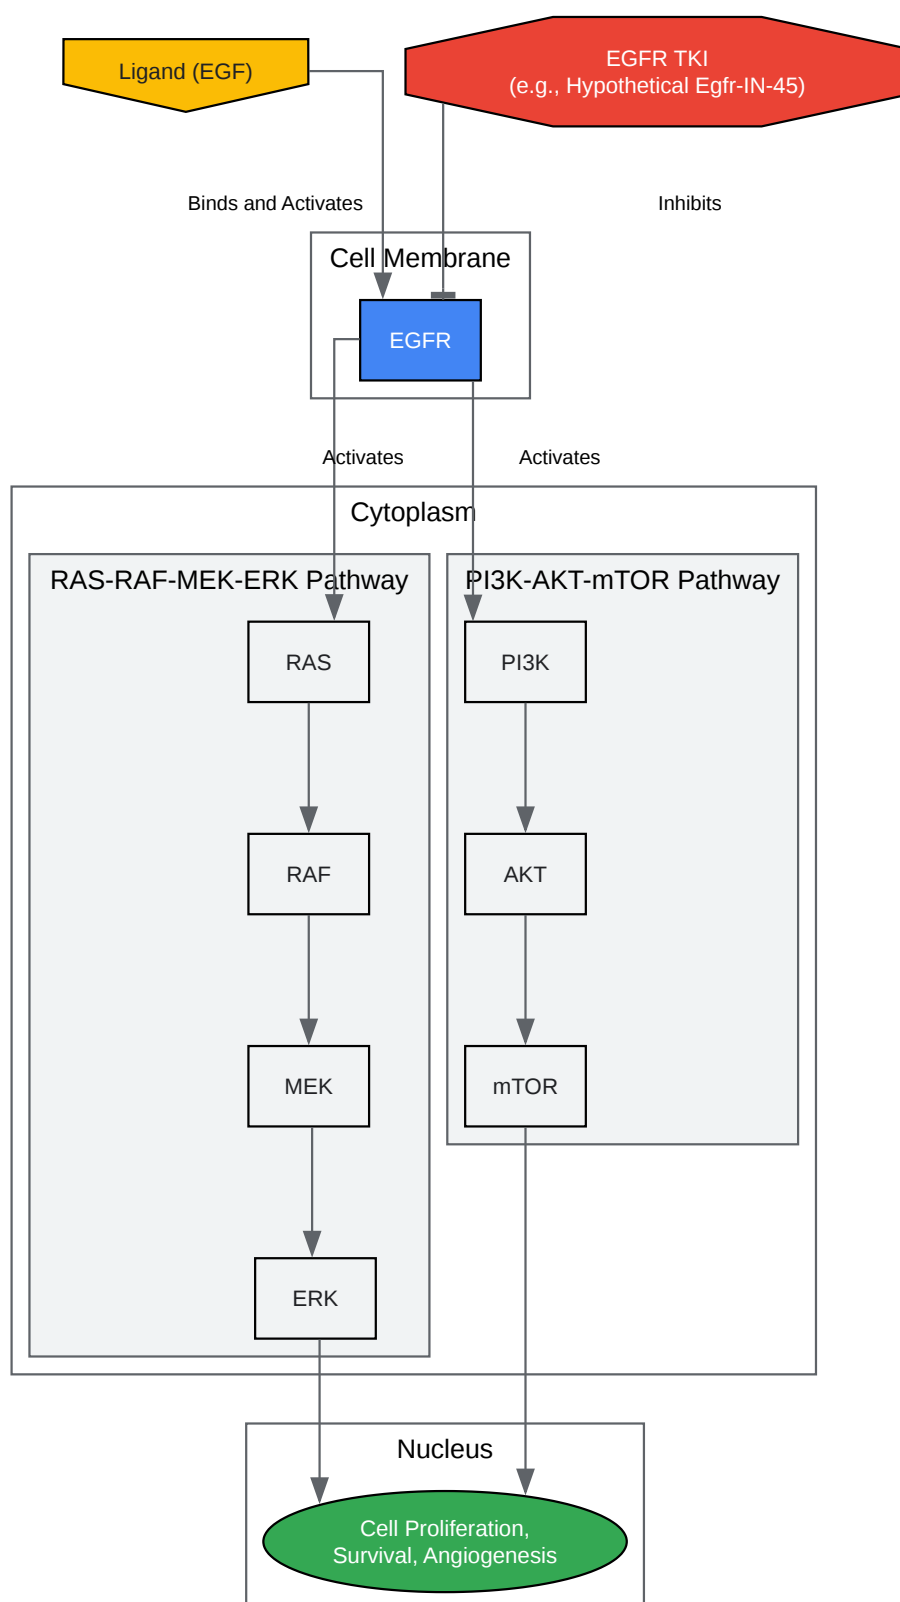 Ligand (EGF)
EGFR TKI
(e.g., Hypothetical Egfr-IN-45)
Binds and Activates
Inhibits
Cell Membrane
EGFR
Activates
Activates
Cytoplasm
RAS-RAF-MEK-ERK Pathway
PI3K-AKT-mTOR Pathway
RAS
PI3K
RAF
AKT
MEK
mTOR
ERK
Nucleus
Cell Proliferation,
Survival, Angiogenesis